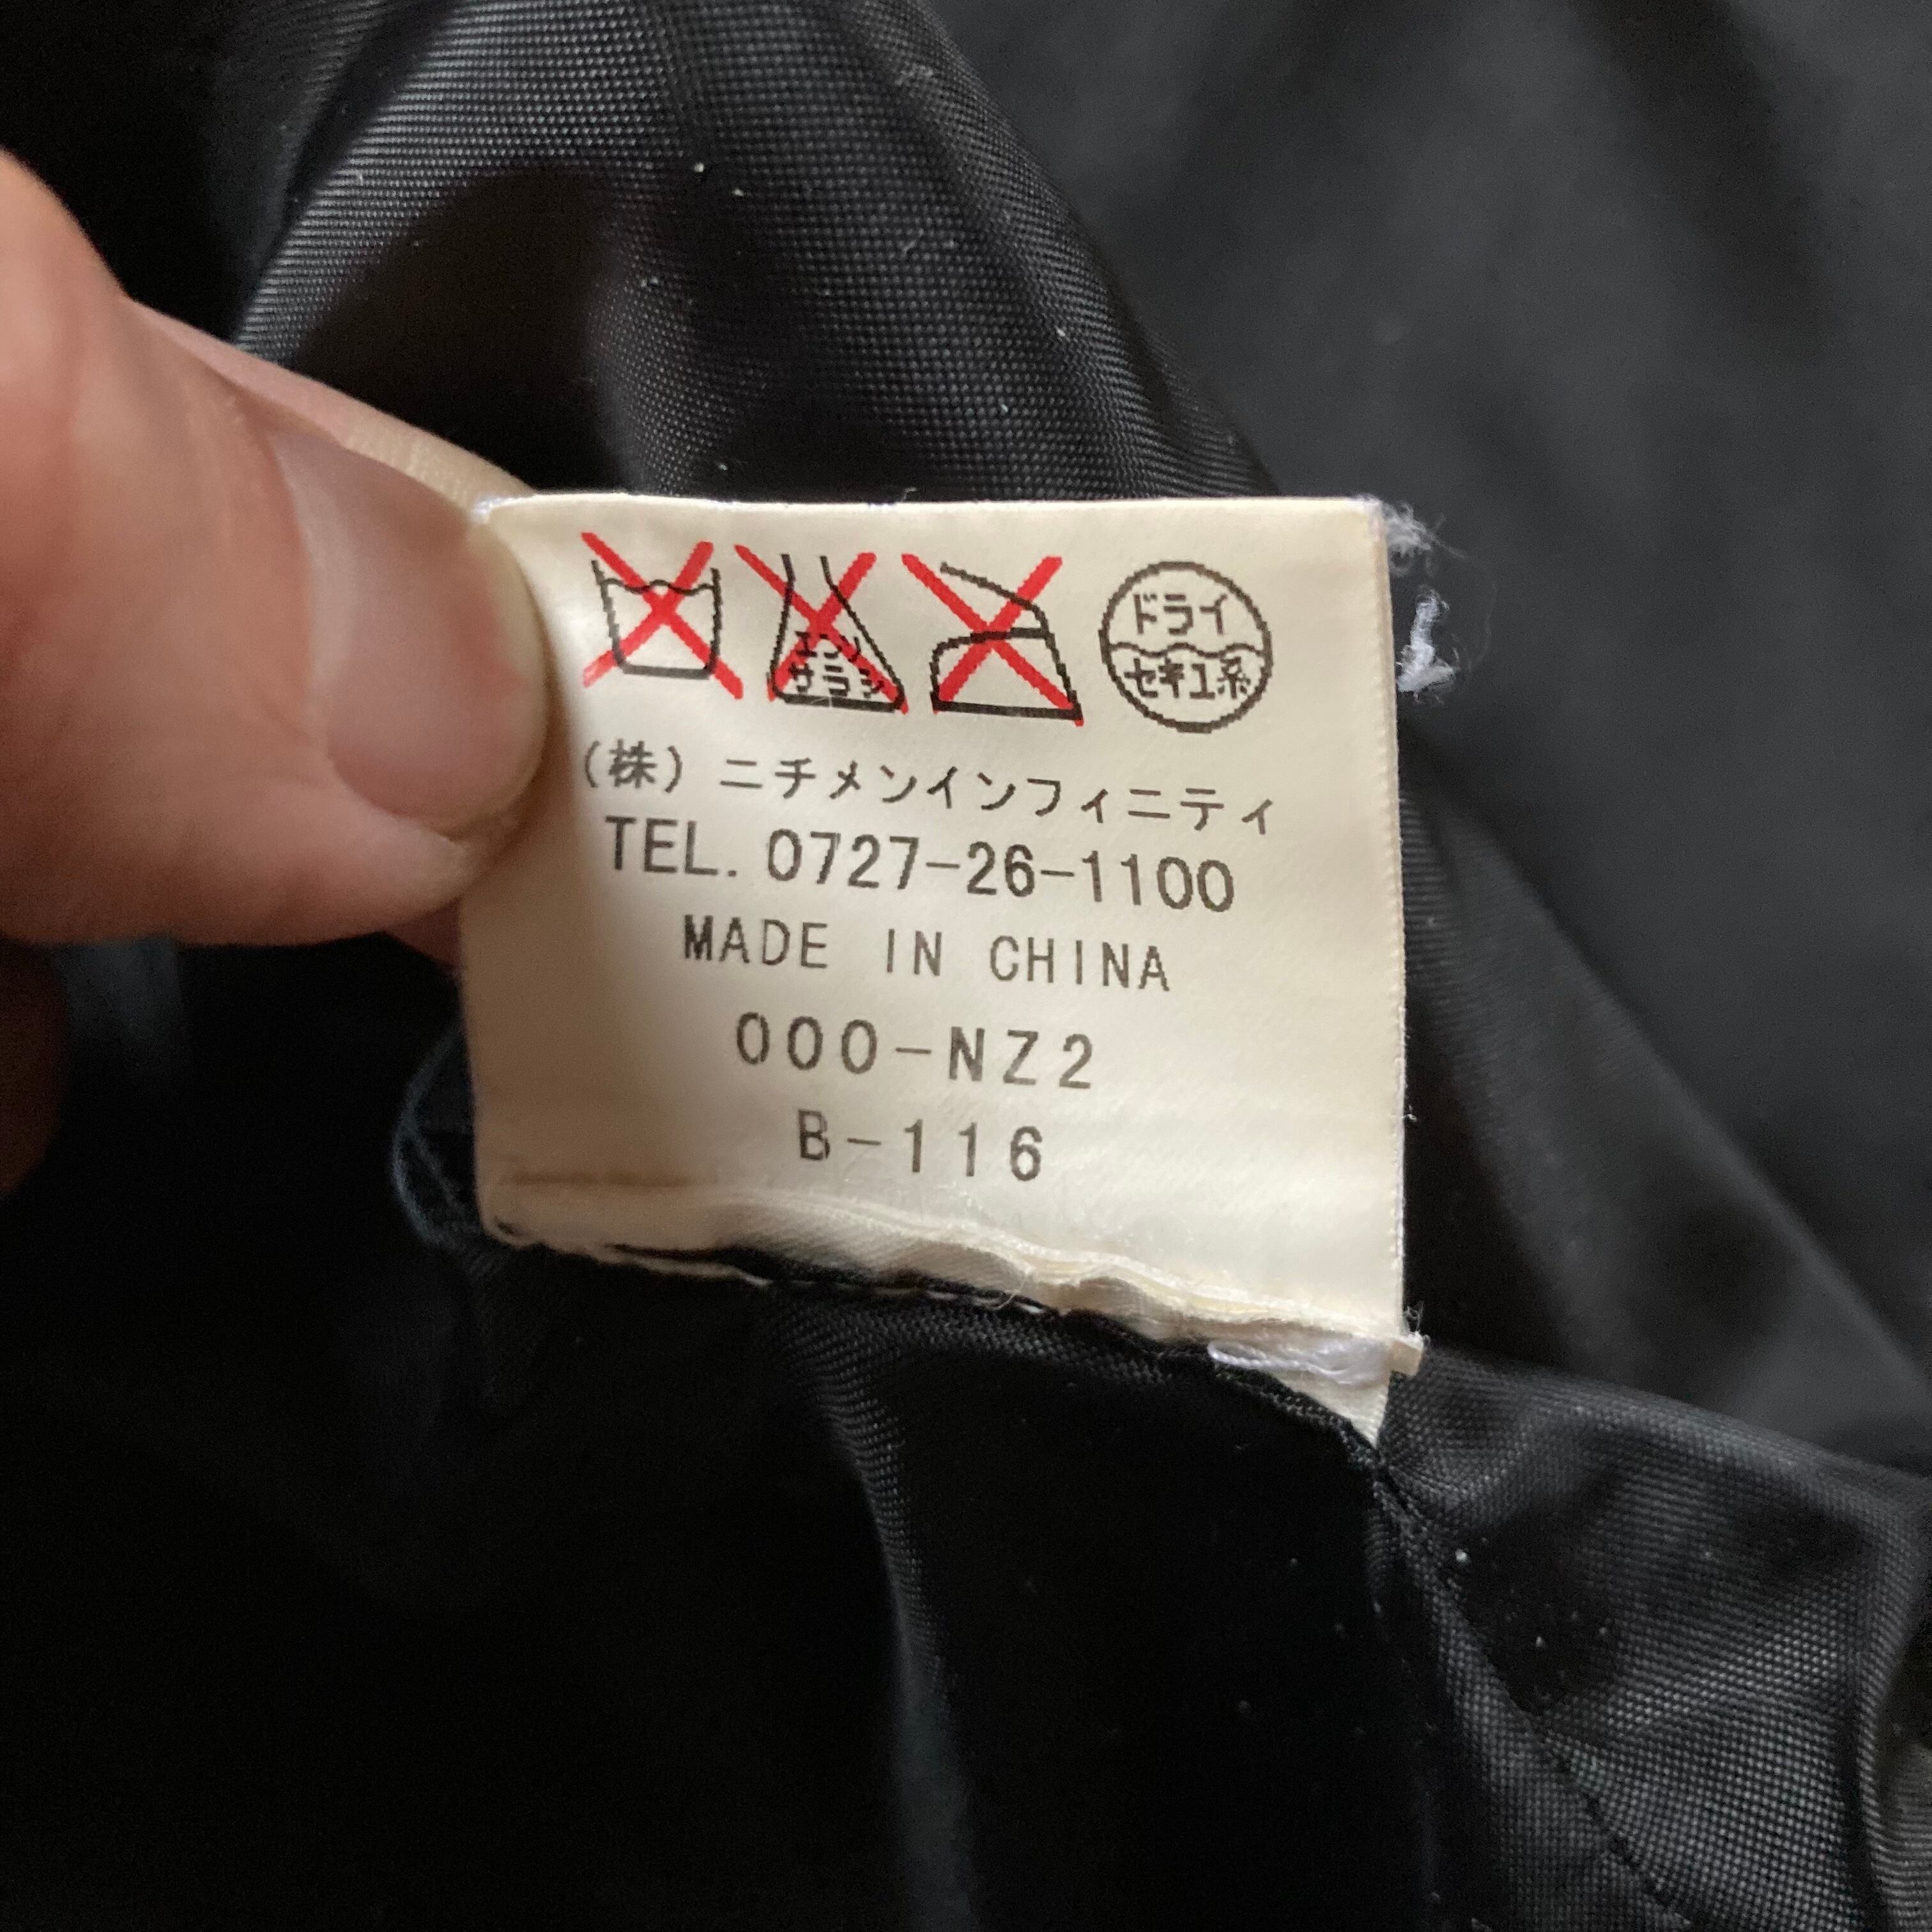 エンソ
サラシ
ドライ
セキユ系
(株) ニチメンインフィニティ
TEL. 0727-26-1100
MADE IN CHINA
000-NZ2
B-116